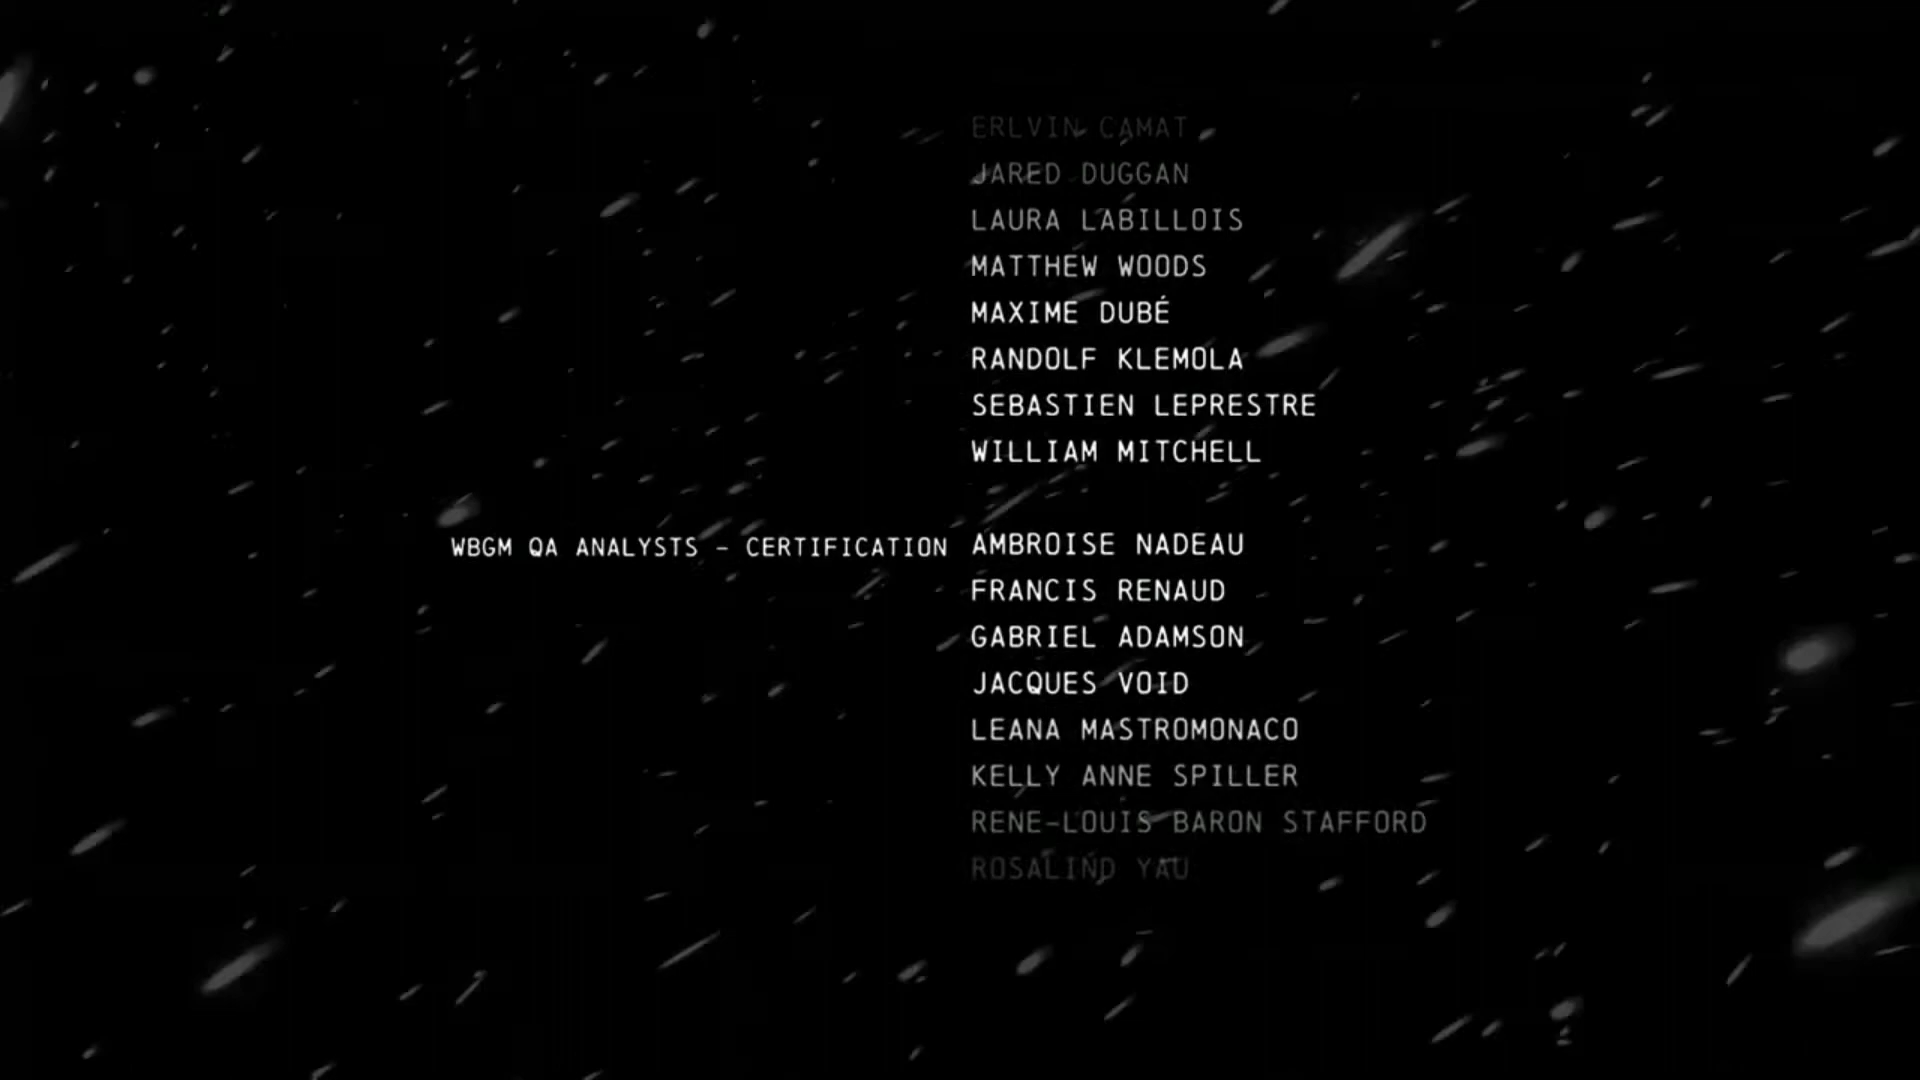 ERLVIN CAMAT
JARED DUGGAN
LAURA LABILLOIS
MATTHEW WOODS
MAXIME DUBÉ
RANDOLF KLEMOLA
SEBASTIEN LEPRESTRE
WILLIAM MITCHELL
WBGM QA ANALYSTS - CERTIFICATION AMBROISE NADEAU
FRANCIS RENAUD
GABRIEL ADAMSON
JACQUES VOID
LEANA MASTROMONACO
KELLY ANNE SPILLER
RENE-LOUIS BARON STAFFORD
ROSALIND YAU